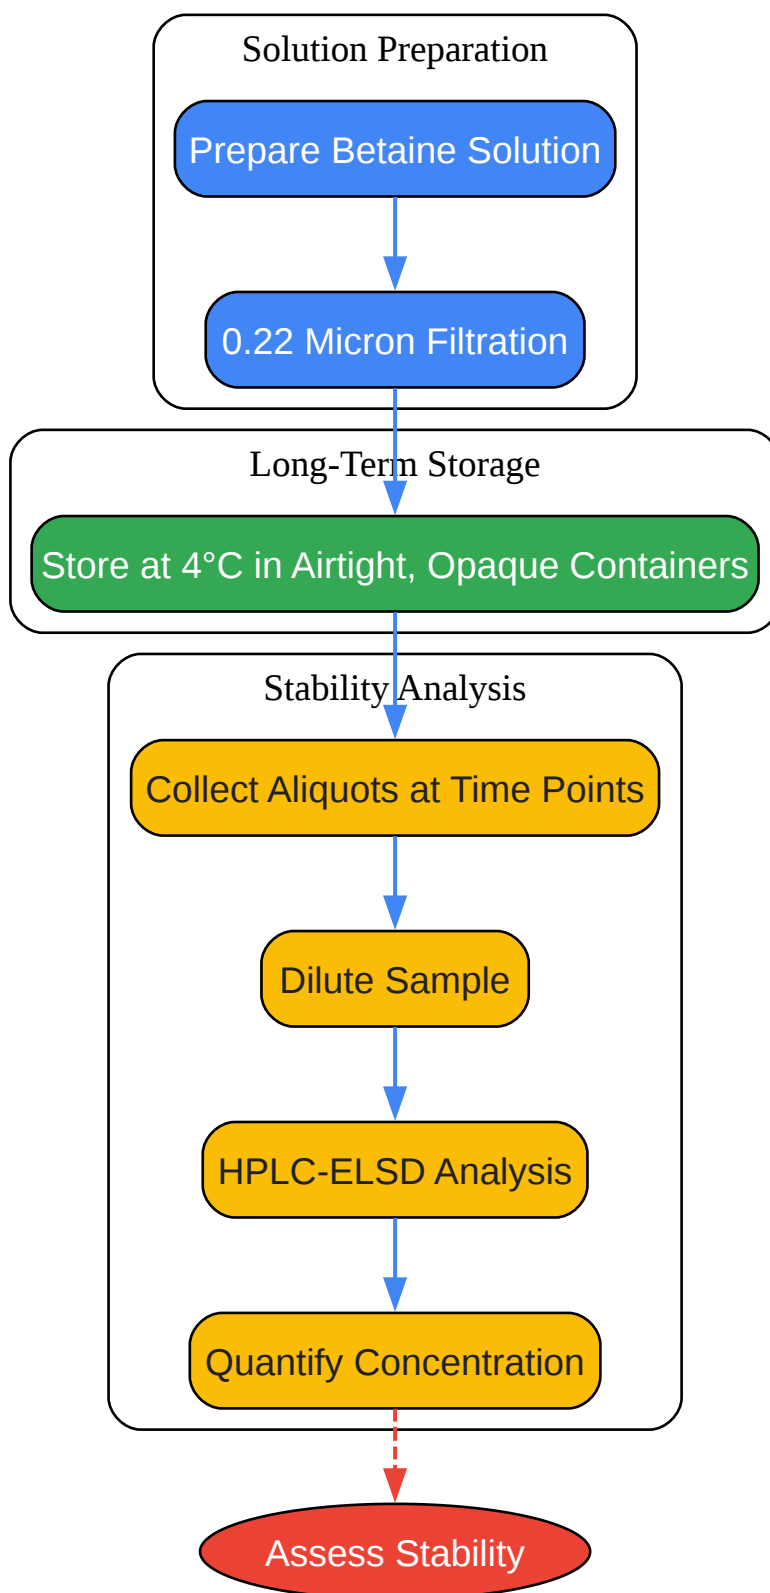 Solution Preparation
Prepare Betaine Solution
0.22 Micron Filtration
Long-Term Storage
Store at 4°C in Airtight, Opaque Containers
Stability Analysis
Collect Aliquots at Time Points
Dilute Sample
HPLC-ELSD Analysis
Quantify Concentration
Assess Stability